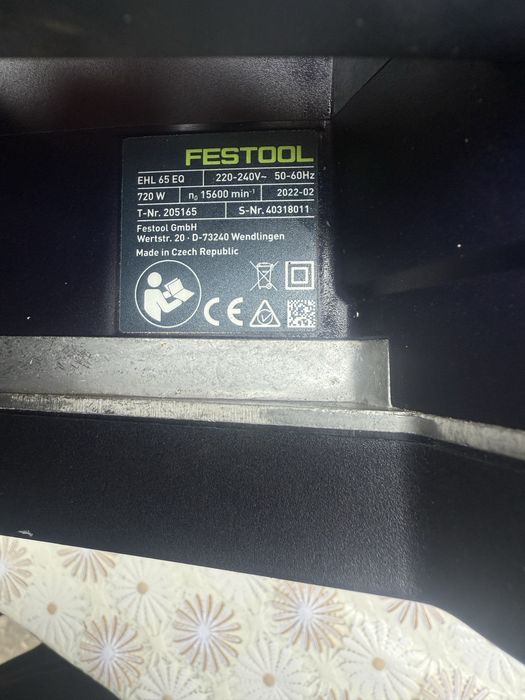 FESTOOL
EHL 65 EQ 220-240V~ 50-60Hz
720 W n₀ 15600 min⁻¹ 2022-02
T-Nr. 205165 S-Nr. 40318011
Festool GmbH
Wertstr. 20 · D-73240 Wendlingen
Made in Czech Republic
CE